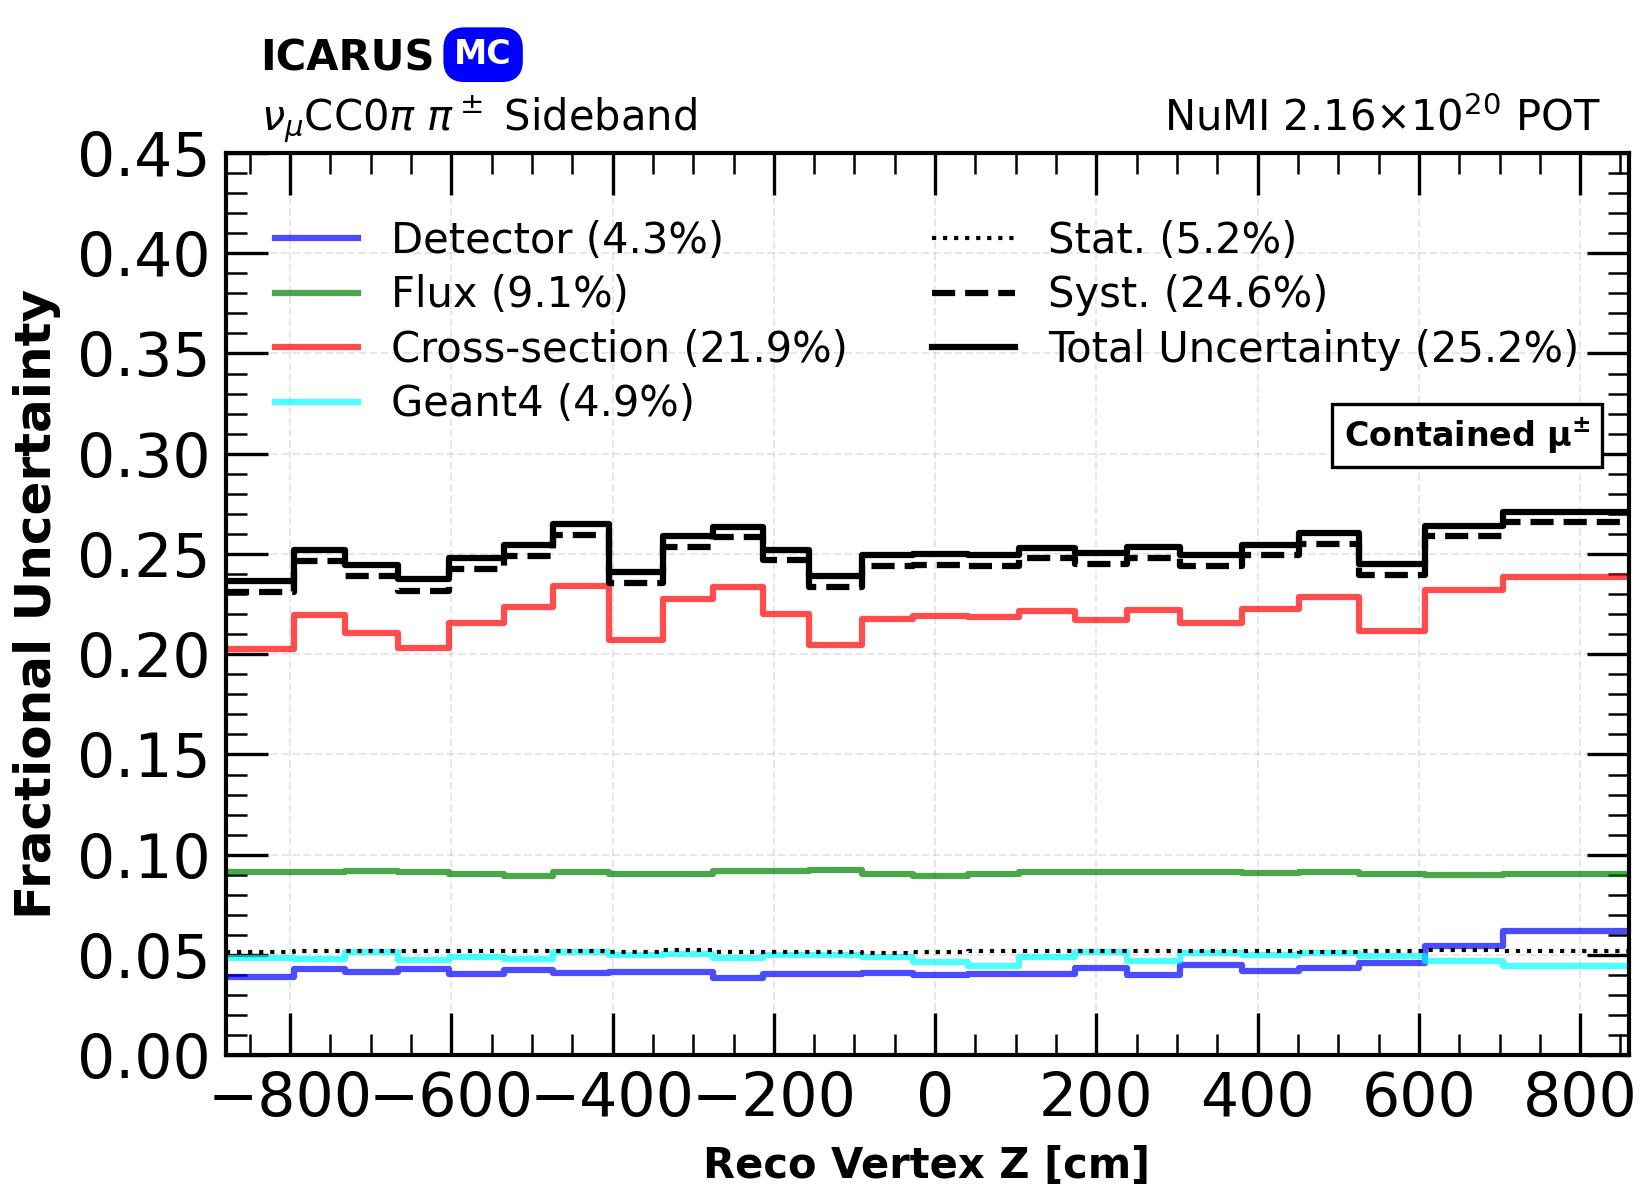 ICARUS MC
νμCC0π π± Sideband
NuMI 2.16×10²⁰ POT
Detector (4.3%)
Flux (9.1%)
Cross-section (21.9%)
Geant4 (4.9%)
Stat. (5.2%)
Syst. (24.6%)
Total Uncertainty (25.2%)
Contained μ±
Fractional Uncertainty
0.45
0.40
0.35
0.30
0.25
0.20
0.15
0.10
0.05
0.00
−800 −600 −400 −200 0 200 400 600 800
Reco Vertex Z [cm]